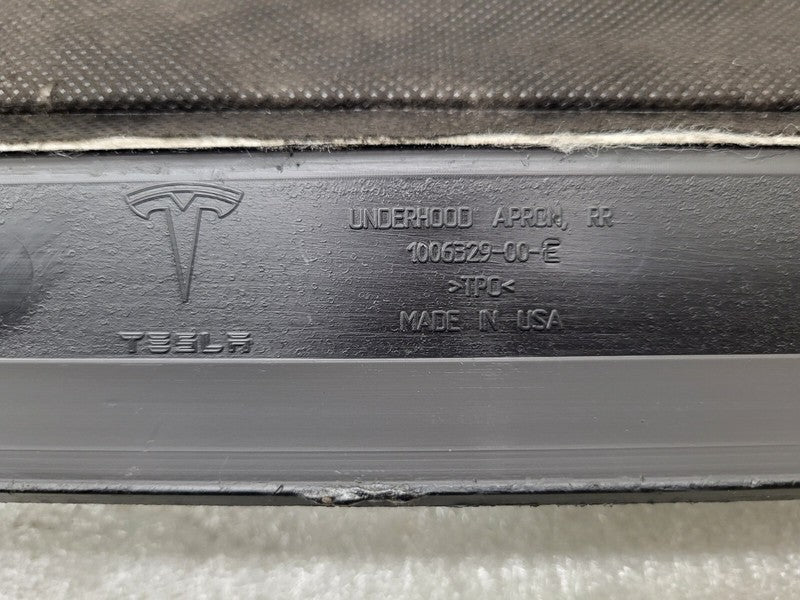 TESLA
UNDERHOOD APRON, RR
1006329-00-E
>TPO<
MADE IN USA